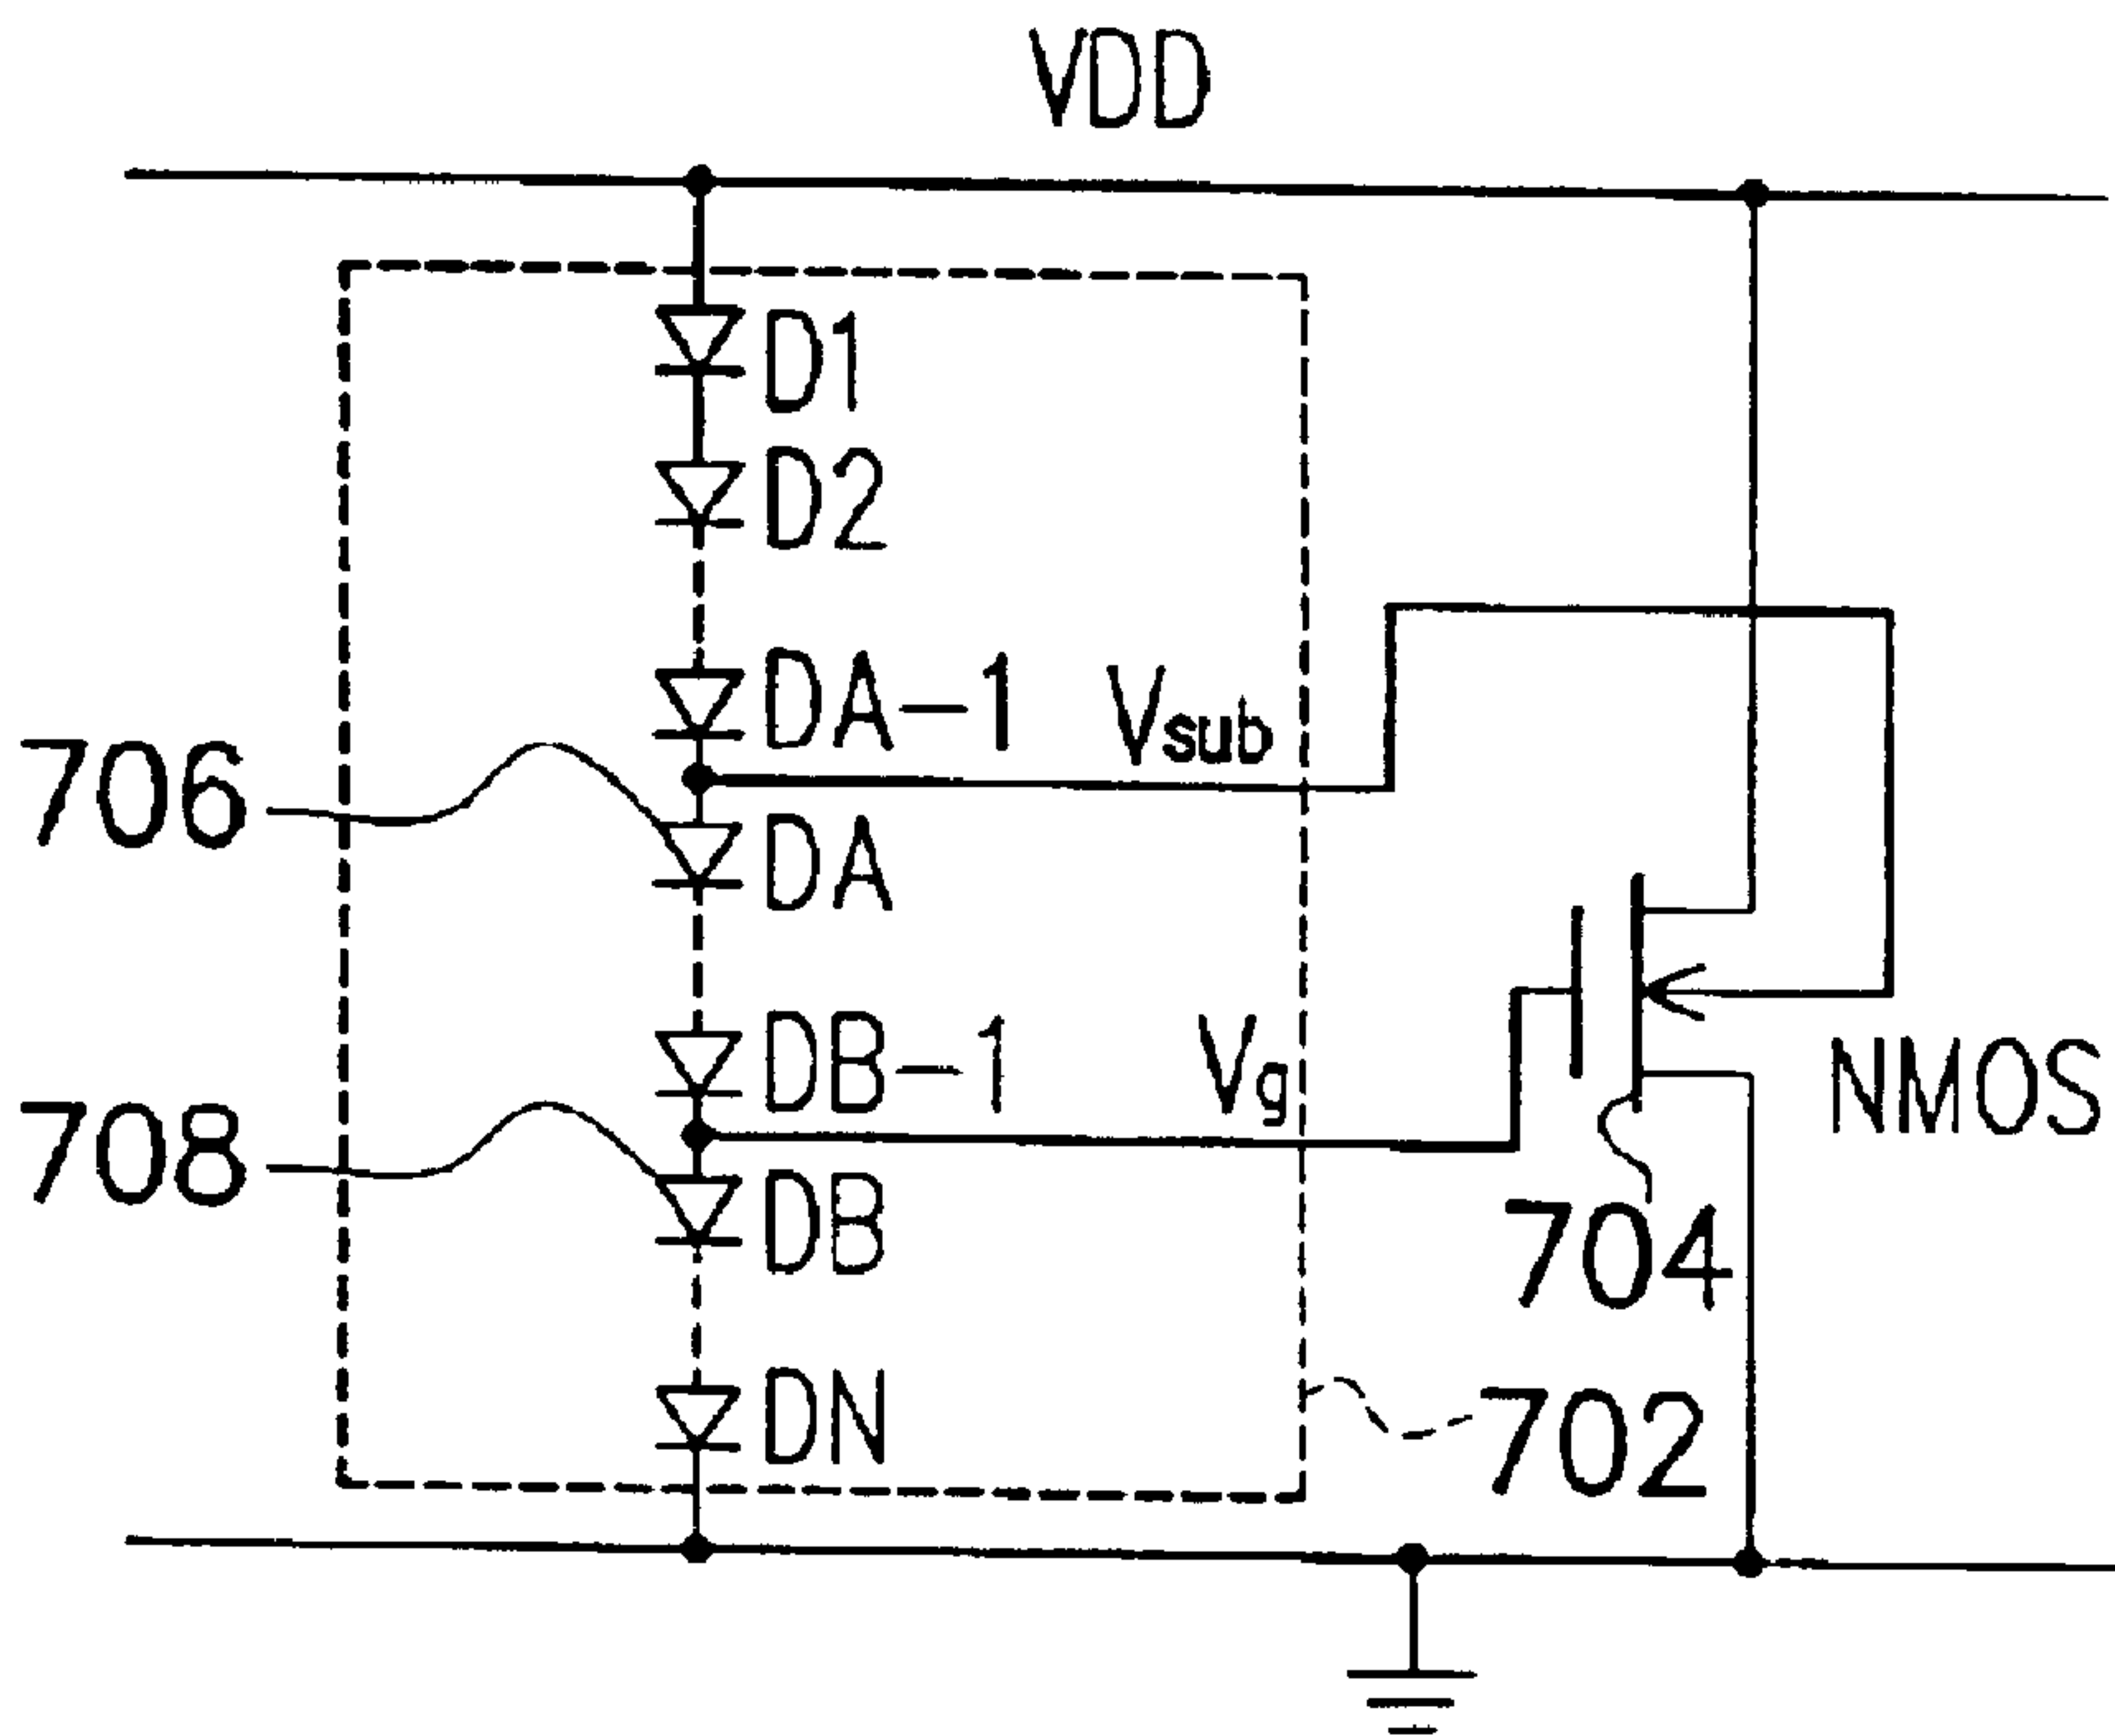 VDD
D1
D2
DA-1 Vsub
706
DA
DB-1 Vg
NMOS
708
DB
704
DN
702